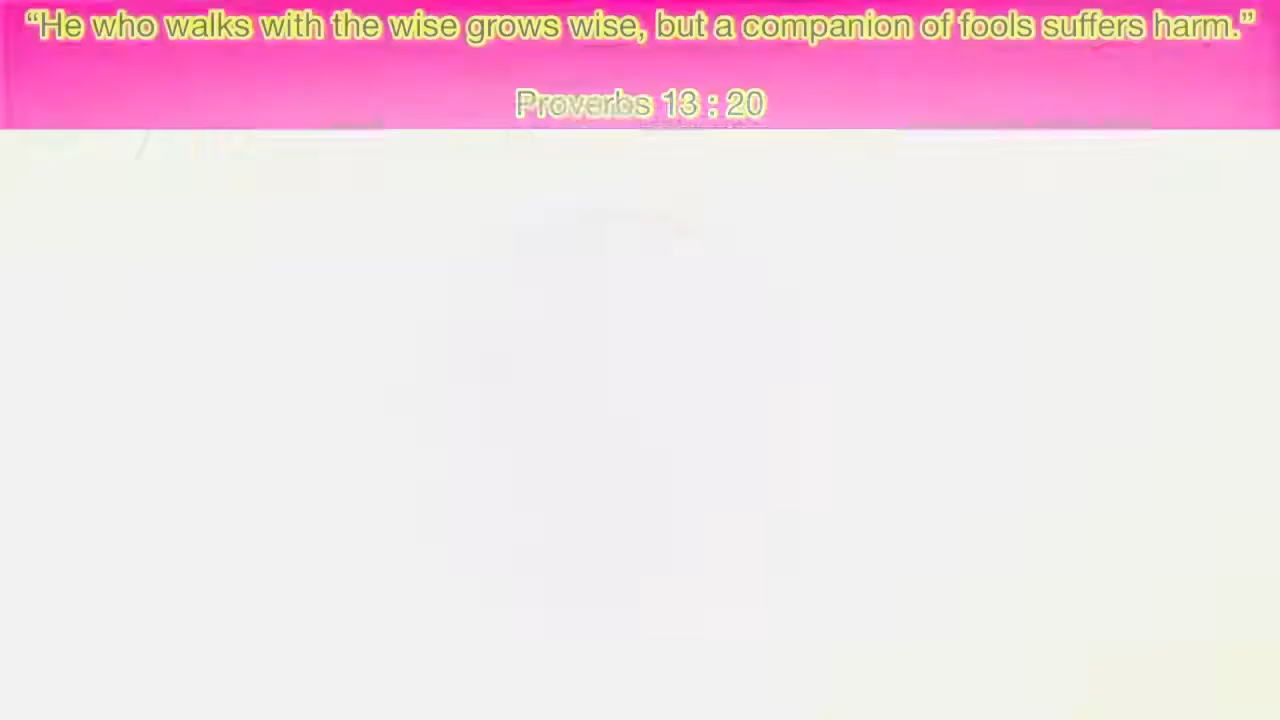 “He who walks with the wise grows wise, but a companion of fools suffers harm.”
Proverbs 13 : 20